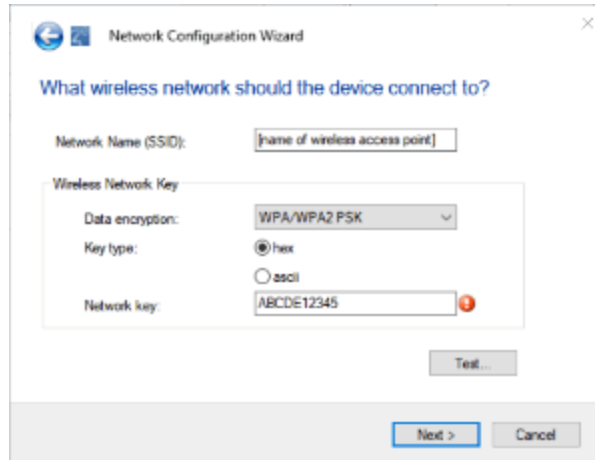 Network Configuration Wizard
What wireless network should the device connect to?
Network Name (SSID): [name of wireless access point]
Wireless Network Key
Data encryption: WPA/WPA2 PSK
Key type: hex
ascii
Network key: ABCDE12345
Test...
Next > Cancel